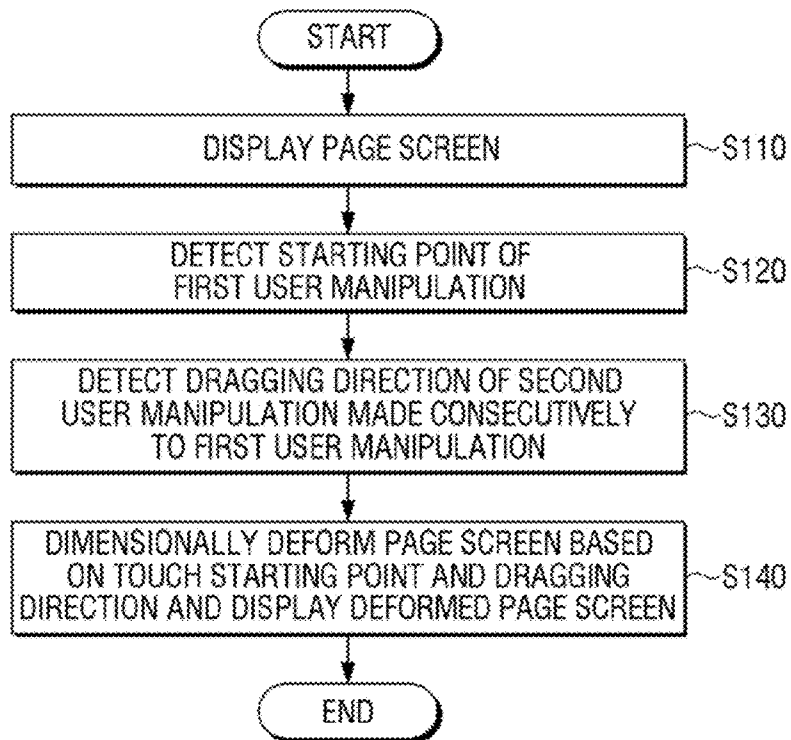 START
DISPLAY PAGE SCREEN
S110
DETECT STARTING POINT OF
FIRST USER MANIPULATION
S120
DETECT DRAGGING DIRECTION OF SECOND
USER MANIPULATION MADE CONSECUTIVELY
TO FIRST USER MANIPULATION
S130
DIMENSIONALLY DEFORM PAGE SCREEN BASED
ON TOUCH STARTING POINT AND DRAGGING
DIRECTION AND DISPLAY DEFORMED PAGE SCREEN
S140
END